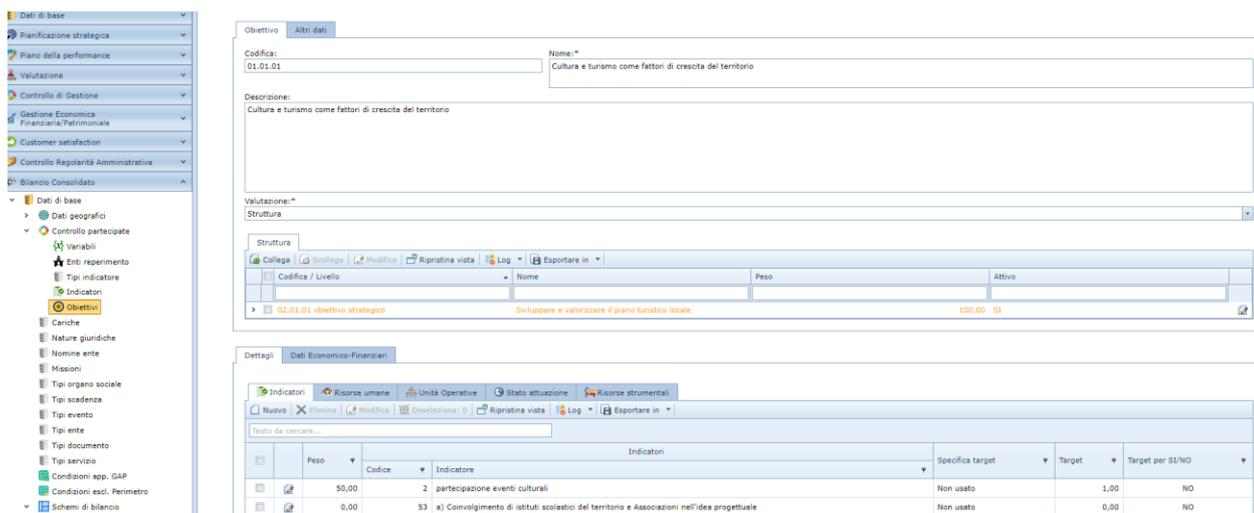 Dati di base
Pianificazione strategica
Piano della performance
Valutazione
Controllo di Gestione
Gestione Economica
Finanziaria/Patrimoniale
Customer satisfaction
Controllo Regolarità Amministrativa
Bilancio Consolidato
Dati di base
Dati geografici
Controllo partecipate
Variabili
Enti reperimento
Tipi indicatore
Indicatori
Obiettivi
Cariche
Nature giuridiche
Nomine ente
Missioni
Tipi organo sociale
Tipi scadenza
Tipi evento
Tipi ente
Tipi documento
Tipi servizio
Condizioni app. GAP
Condizioni escl. Perimetro
Schemi di bilancio
Obiettivo Altri dati
Codifica: Nome:*
01.01.01 Cultura e turismo come fattori di crescita del territorio
Descrizione:
Cultura e turismo come fattori di crescita del territorio
Valutazione:*
Struttura
Struttura
Collega Scollega Modifica Ripristina vista Log Esportare in
Codifica / Livello Nome Peso Attivo
02.01.01 obiettivo strategico Sviluppare e valorizzare il piano turistico locale 100,00 SI
Dettagli Dati Economico-Finanziari
Indicatori Risorse umane Unità Operative Stato attuazione Risorse strumentali
Nuovo Elimina Modifica Deseleziona: 0 Ripristina vista Log Esportare in
Testo da cercare...
Indicatori
Peso Codice Indicatore Specifica target Target Target per SI/NO
50,00 2 partecipazione eventi culturali Non usato 1,00 NO
0,00 53 a) Coinvolgimento di istituti scolastici del territorio e Associazioni nell'idea progettuale Non usato 0,00 NO